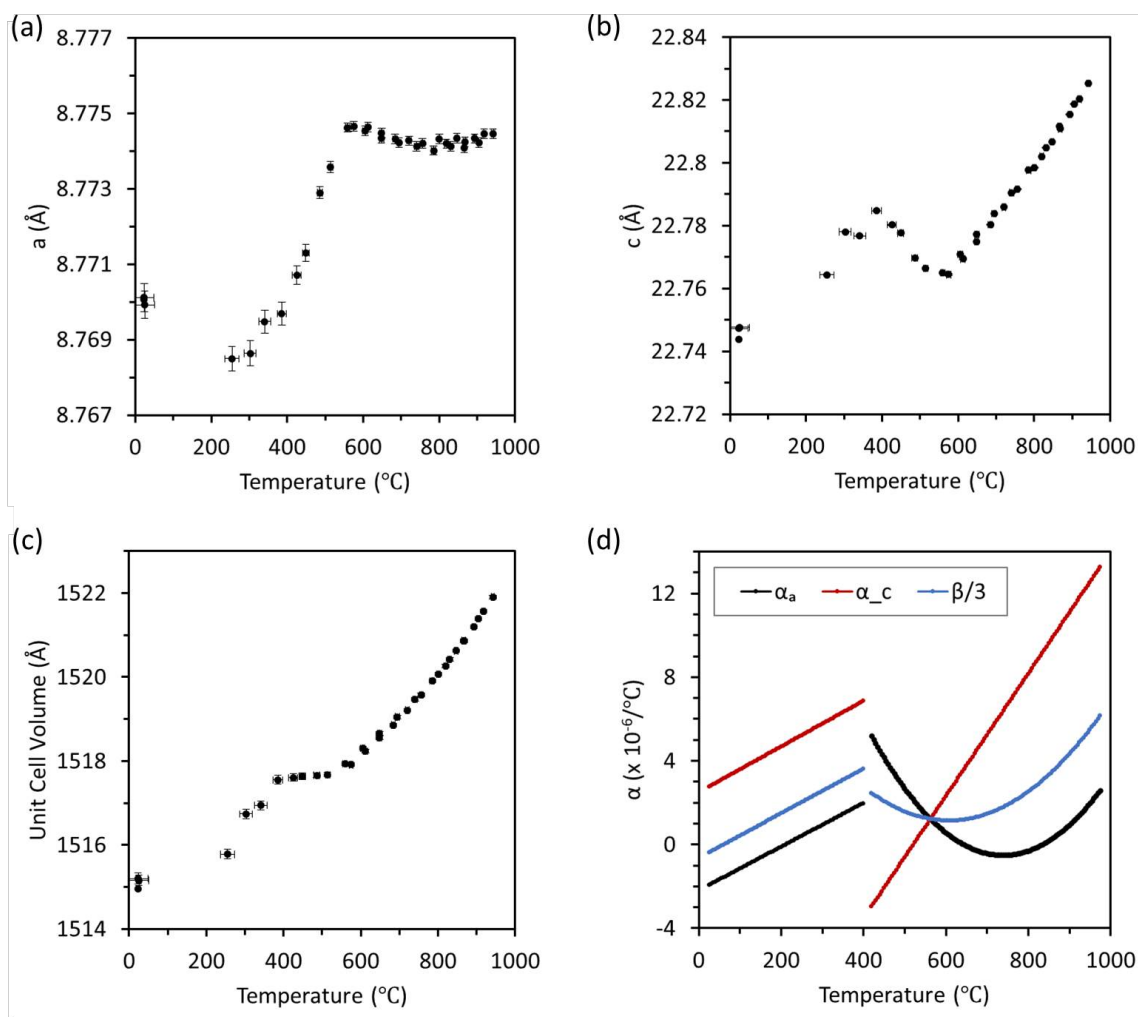 (a)
8.777
8.775
8.773
8.771
8.769
8.767
a (Å)
0 200 400 600 800 1000
Temperature (℃)
(b)
22.84
22.82
22.8
22.78
22.76
22.74
22.72
c (Å)
0 200 400 600 800 1000
Temperature (℃)
(c)
1522
1520
1518
1516
1514
Unit Cell Volume (Å)
0 200 400 600 800 1000
Temperature (℃)
(d)
αₐ α_c β/3
12
8
4
0
-4
α (x 10⁻⁶/℃)
0 200 400 600 800 1000
Temperature (℃)